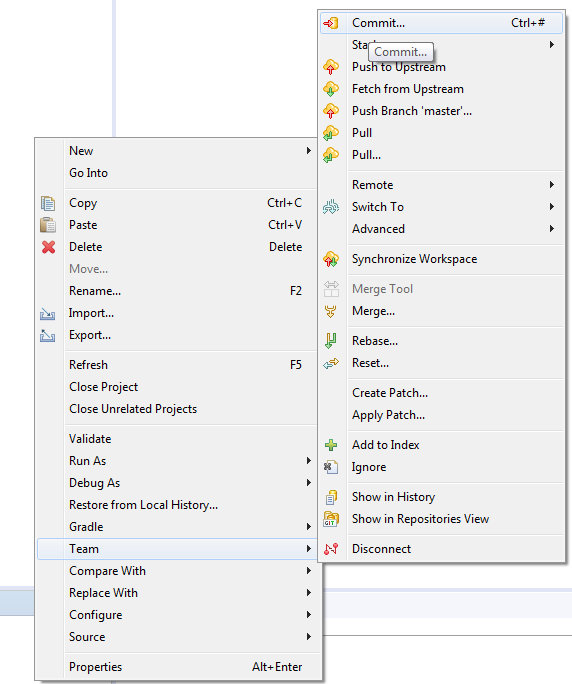 Commit... Ctrl+#
Commit...
Push to Upstream
Fetch from Upstream
Push Branch 'master'...
Pull
Pull...
Remote
Switch To
Advanced
Synchronize Workspace
Merge Tool
Merge...
Rebase...
Reset...
Create Patch...
Apply Patch...
Add to Index
Ignore
Show in History
GIT Show in Repositories View
Disconnect
New
Go Into
Copy Ctrl+C
Paste Ctrl+V
Delete Delete
Move...
Rename... F2
Import...
Export...
Refresh F5
Close Project
Close Unrelated Projects
Validate
Run As
Debug As
Restore from Local History...
Gradle
Team
Compare With
Replace With
Configure
Source
Properties Alt+Enter